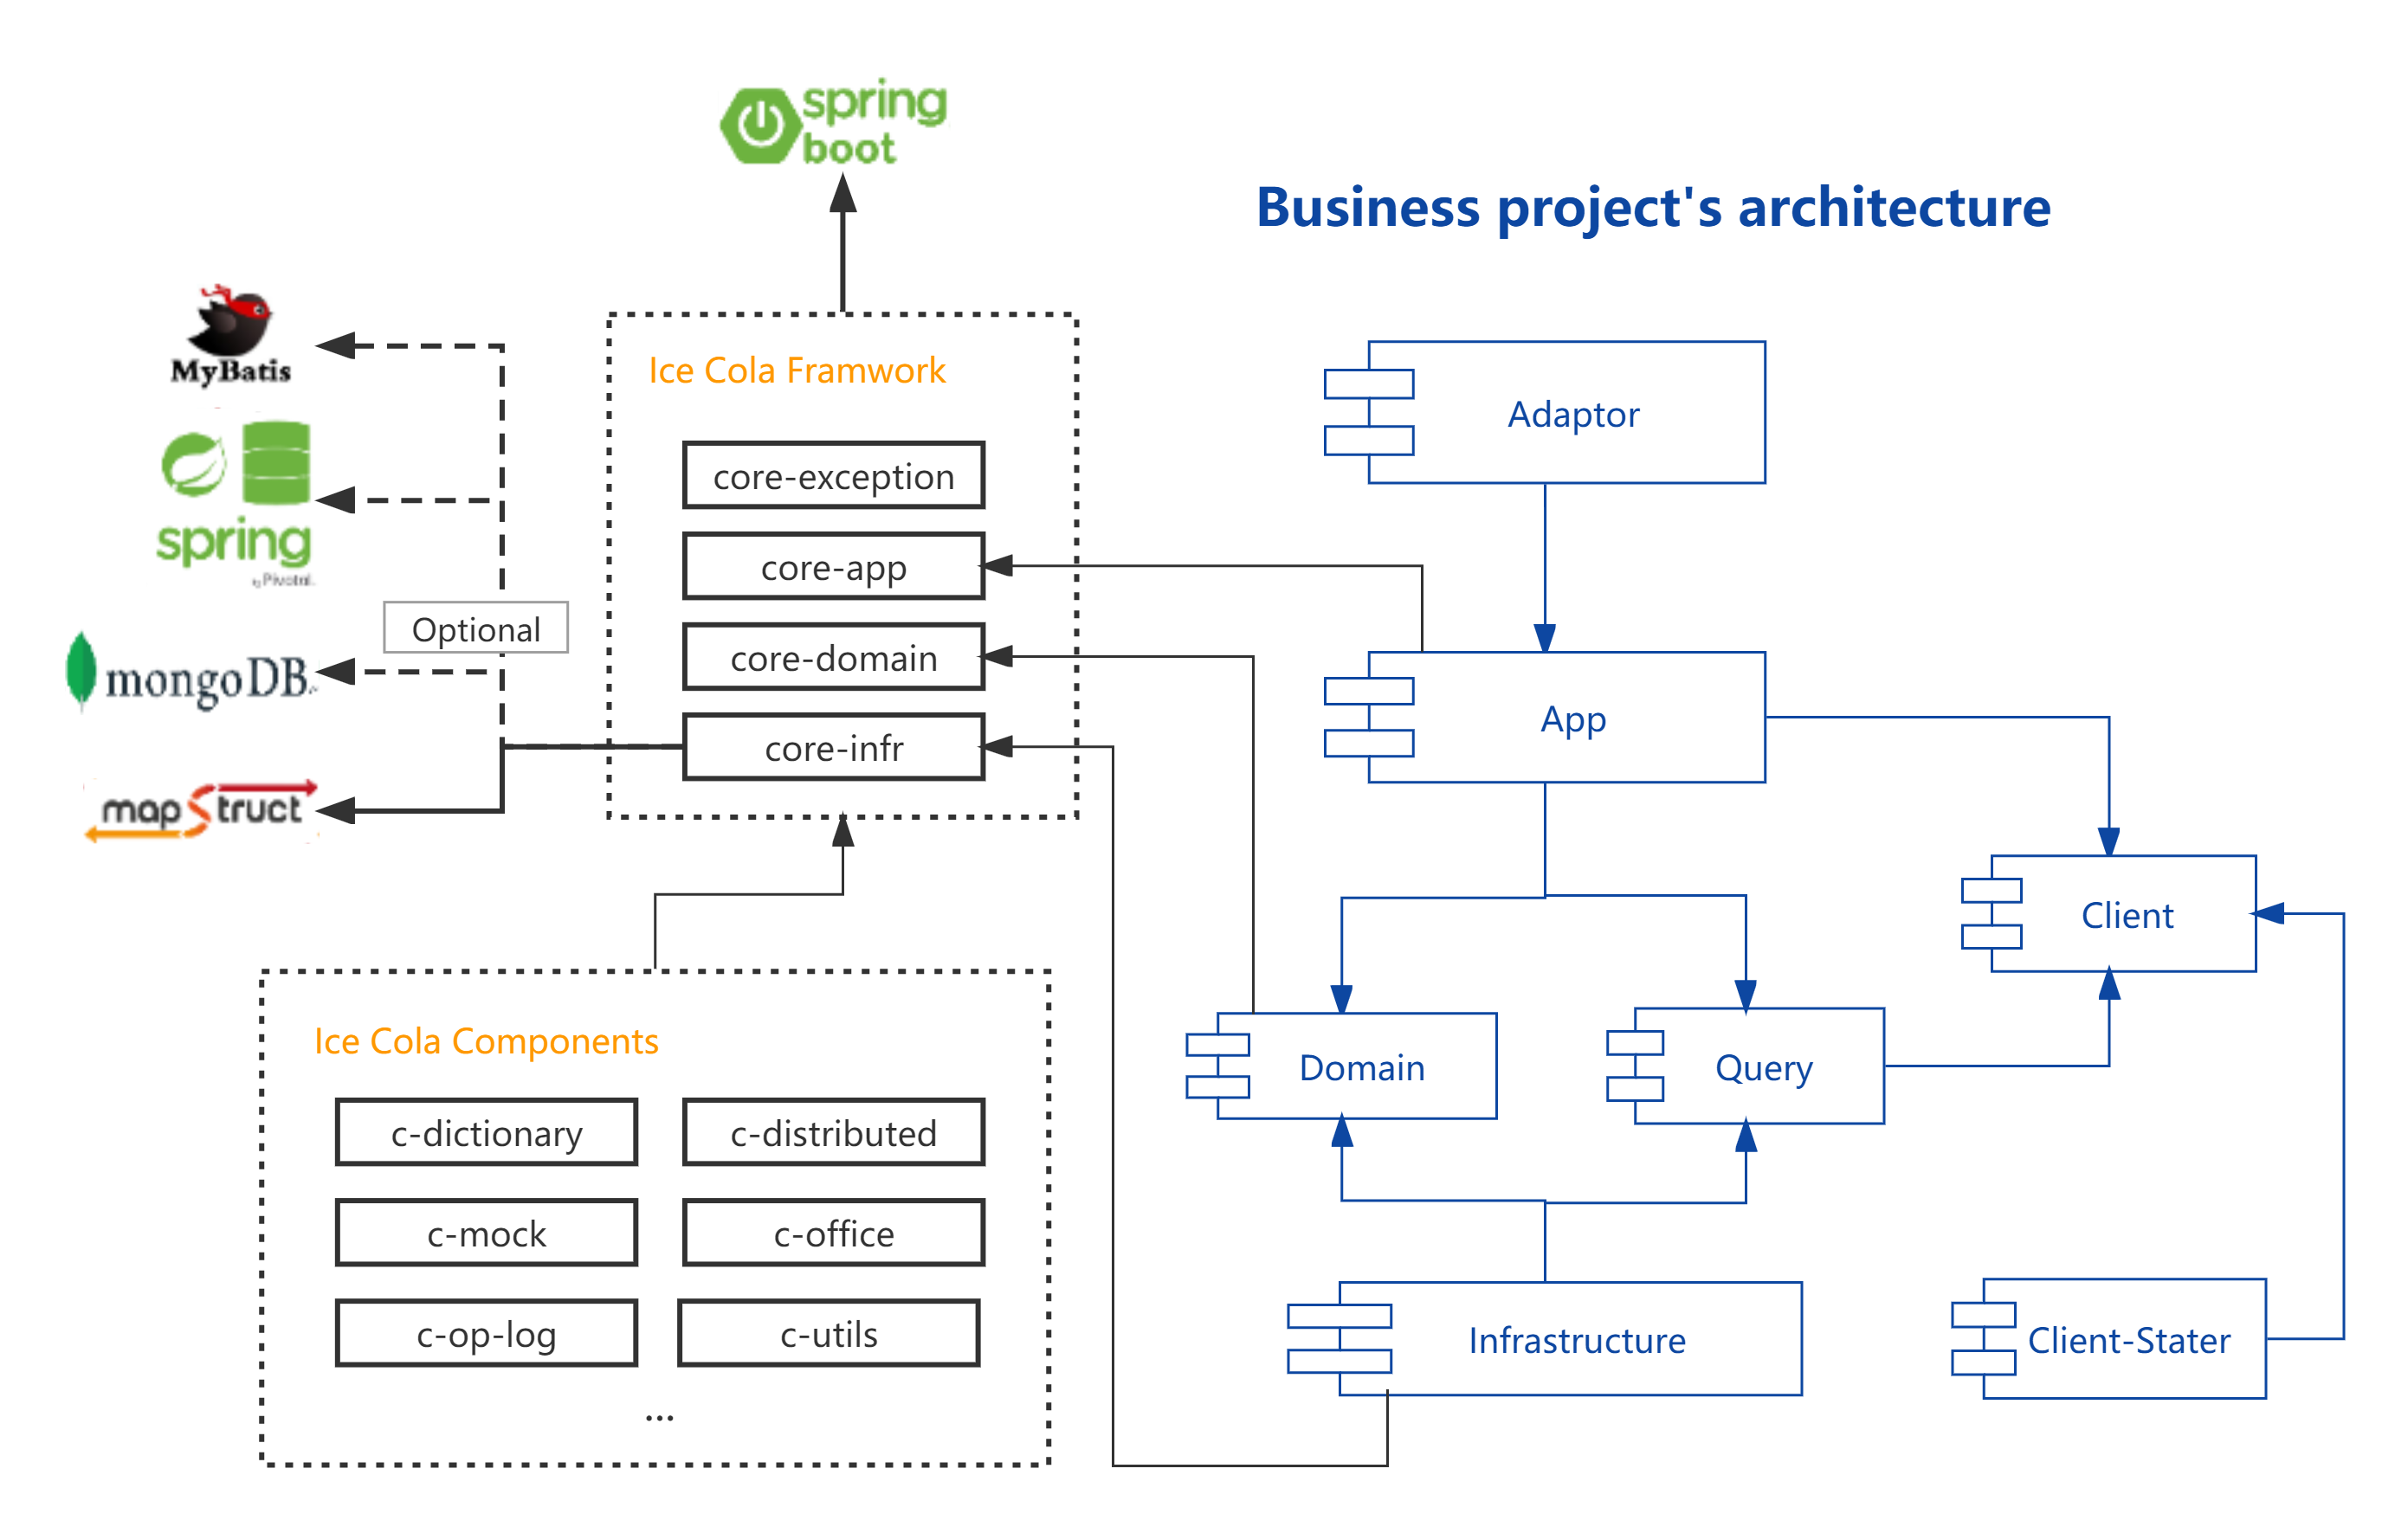 spring
boot
Business project's architecture
MyBatis
Ice Cola Framwork
Adaptor
core-exception
spring
by Pivotal.
core-app
Optional
core-domain
mongoDB
App
core-infr
mapStruct
Client
Ice Cola Components
Domain
Query
c-dictionary
c-distributed
c-mock
c-office
c-op-log
c-utils
Infrastructure
Client-Stater
...